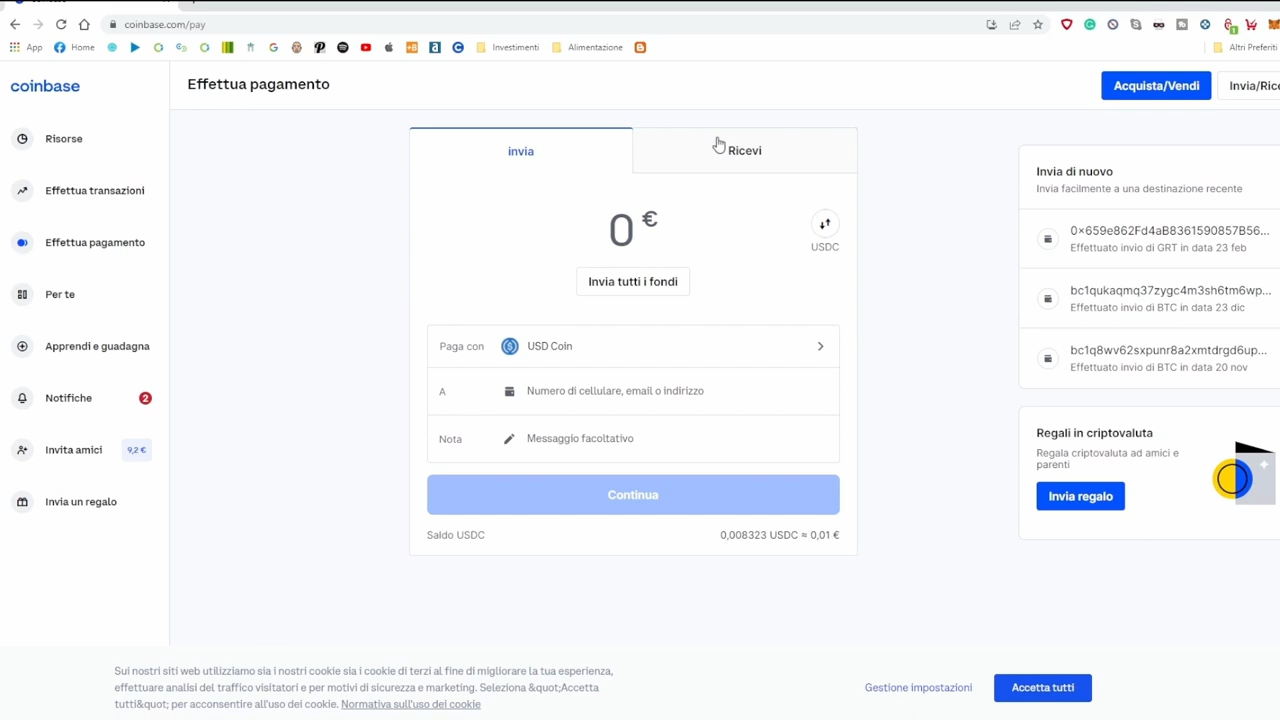 coinbase.com/pay
App
Home
Investimenti
Alimentazione
Altri Preferiti
coinbase
Effettua pagamento
Acquista/Vendi
Invia/Rice
Risorse
Effettua transazioni
Effettua pagamento
Per te
Apprendi e guadagna
Notifiche
2
Invita amici
9,2 €
Invia un regalo
invia
Ricevi
0 €
USDC
Invia tutti i fondi
Paga con
USD Coin
A
Numero di cellulare, email o indirizzo
Nota
Messaggio facoltativo
Continua
Saldo USDC
0,008323 USDC ≈ 0,01 €
Invia di nuovo
Invia facilmente a una destinazione recente
0x659e862Fd4aB8361590857B56...
Effettuato invio di GRT in data 23 feb
bc1qukaqmq37zygc4m3sh6tm6wp...
Effettuato invio di BTC in data 23 dic
bc1q8wv62sxpunr8a2xmtdrgd6up...
Effettuato invio di BTC in data 20 nov
Regali in criptovaluta
Regala criptovaluta ad amici e
parenti
Invia regalo
Sui nostri siti web utilizziamo sia i nostri cookie sia i cookie di terzi al fine di migliorare la tua esperienza,
effettuare analisi del traffico visitatori e per motivi di sicurezza e marketing. Seleziona &quot;Accetta
tutti&quot; per acconsentire all'uso dei cookie. Normativa sull'uso dei cookie
Gestione impostazioni
Accetta tutti